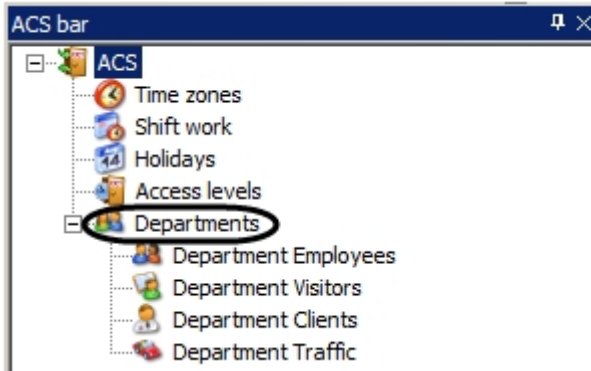 ACS bar
ACS
Time zones
Shift work
Holidays
Access levels
Departments
Department Employees
Department Visitors
Department Clients
Department Traffic